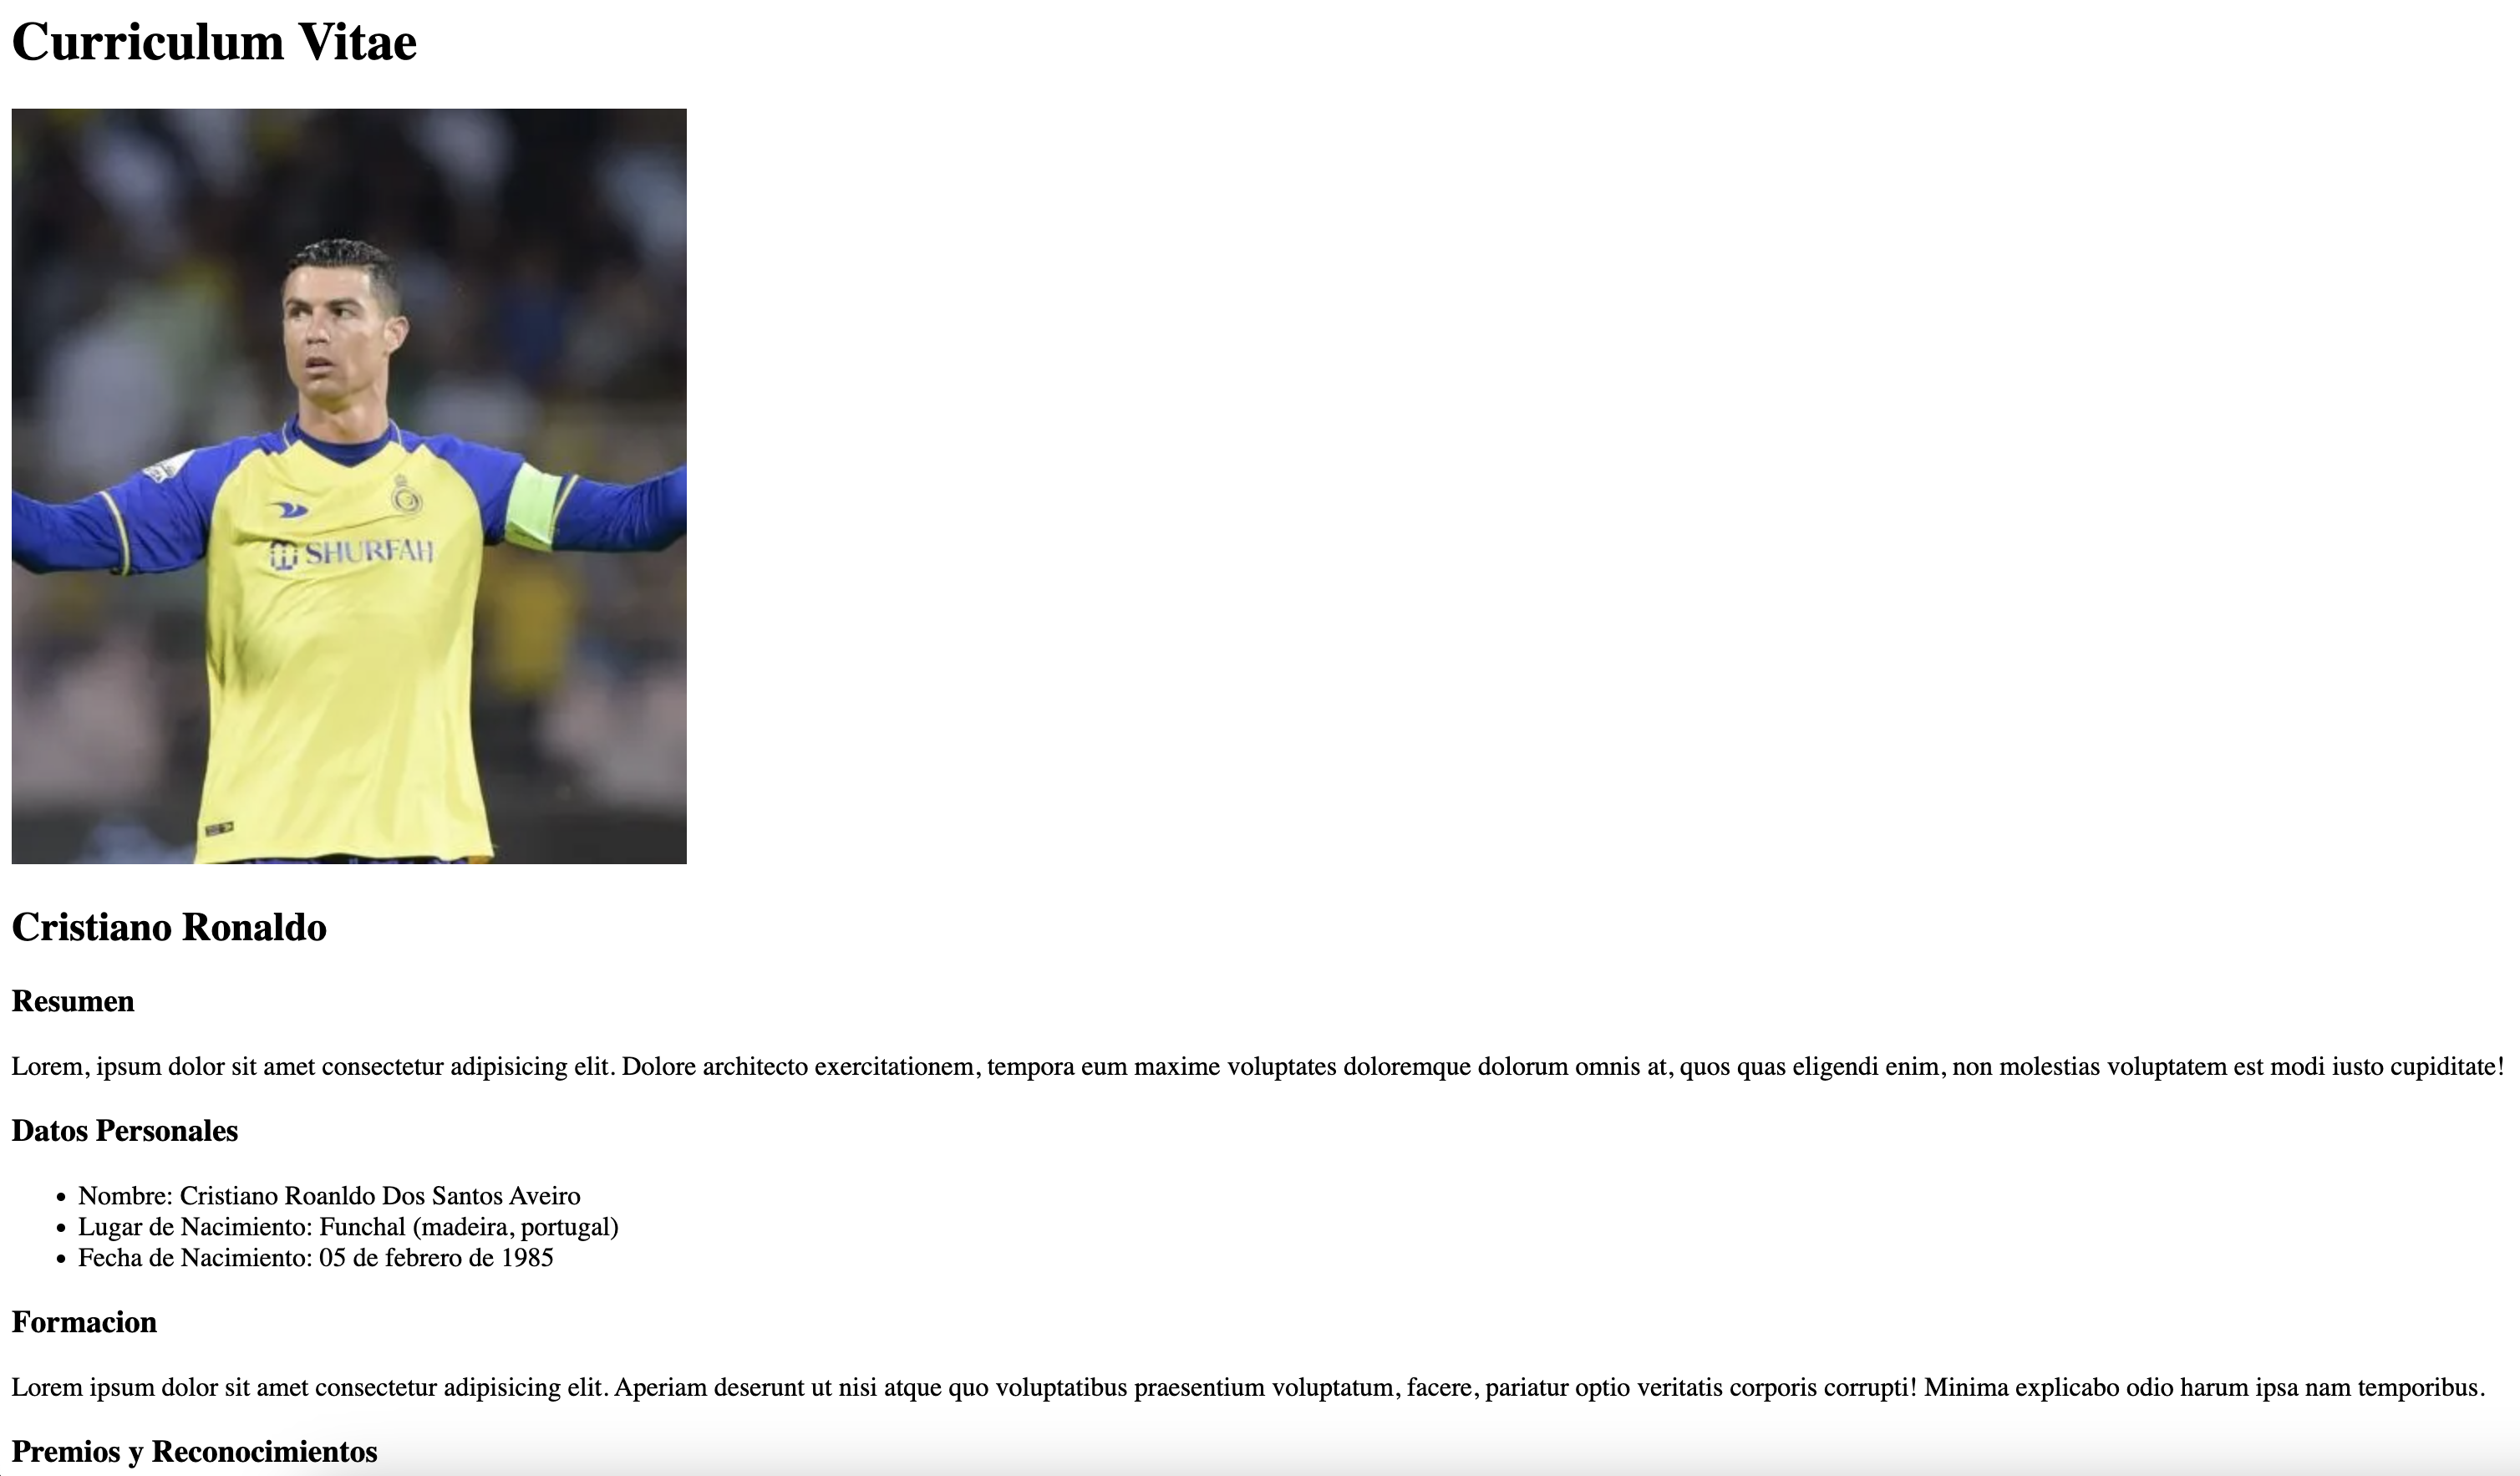 Curriculum Vitae
SHURFAH
Cristiano Ronaldo
Resumen
Lorem, ipsum dolor sit amet consectetur adipisicing elit. Dolore architecto exercitationem, tempora eum maxime voluptates doloremque dolorum omnis at, quos quas eligendi enim, non molestias voluptatem est modi iusto cupiditate!
Datos Personales
• Nombre: Cristiano Roanldo Dos Santos Aveiro
• Lugar de Nacimiento: Funchal (madeira, portugal)
• Fecha de Nacimiento: 05 de febrero de 1985
Formacion
Lorem ipsum dolor sit amet consectetur adipisicing elit. Aperiam deserunt ut nisi atque quo voluptatibus praesentium voluptatum, facere, pariatur optio veritatis corporis corrupti! Minima explicabo odio harum ipsa nam temporibus.
Premios y Reconocimientos